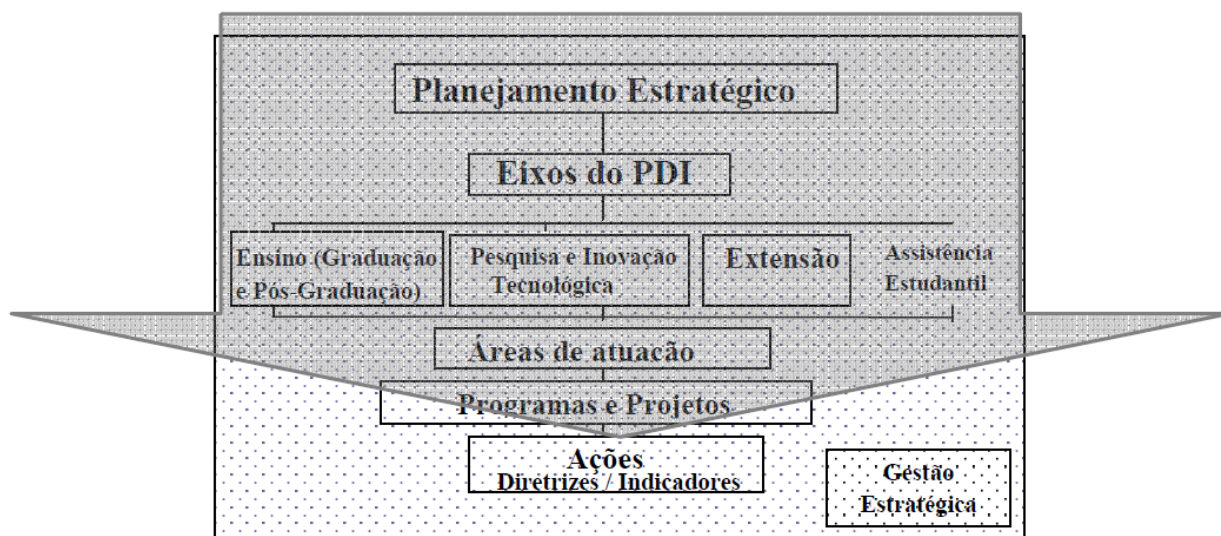 Planejamento Estratégico
Eixos do PDI
Ensino (Graduação
e Pós-Graduação)
Pesquisa e Inovação
Tecnológica
Extensão
Assistência
Estudantil
Áreas de atuacão
Programas e Projetos
Ações
Diretrizes / Indicadores
Gestão
Estratégica